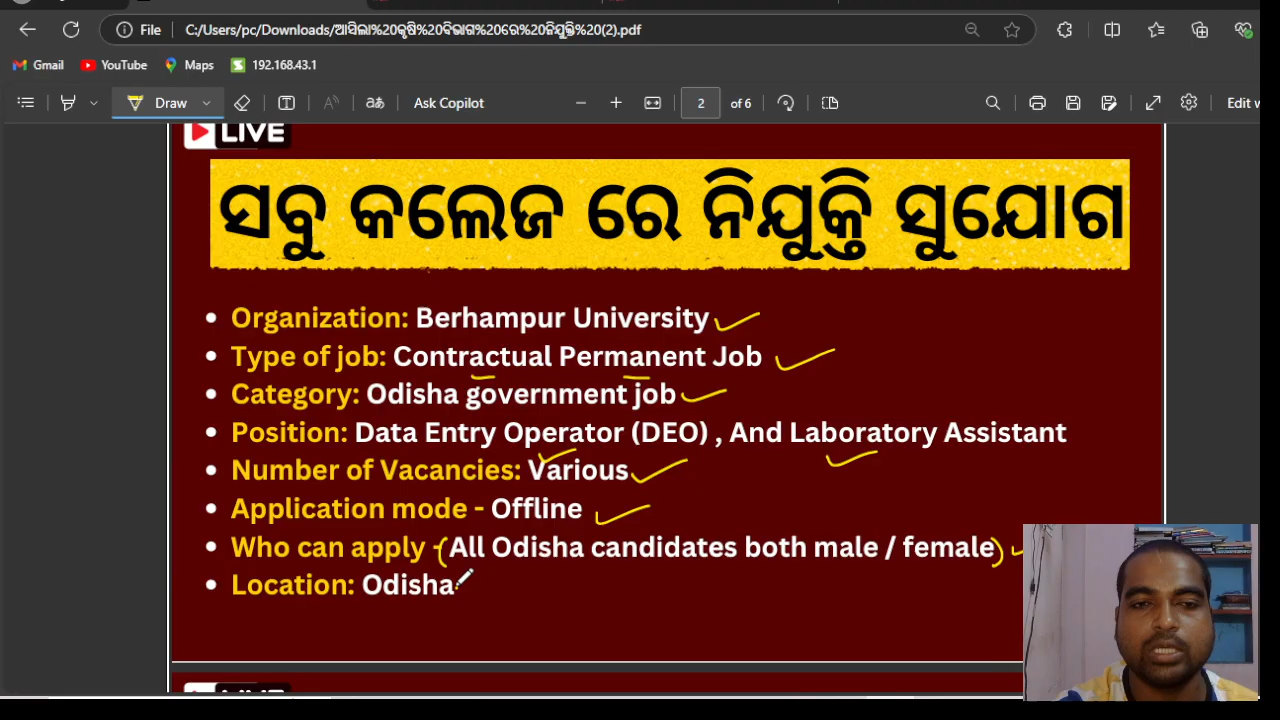 File C:/Users/pc/Downloads/ଆସିଲା%20କୃଷି%20ବିଭାଗ%20ରେ%20ନିଯୁକ୍ତି%20(2).pdf
Gmail YouTube Maps 192.168.43.1
Draw Ask Copilot 2 of 6 Edit w
LIVE
ସବୁ କଲେଜ ରେ ନିଯୁକ୍ତି ସୁଯୋଗ
• Organization: Berhampur University
• Type of job: Contractual Permanent Job
• Category: Odisha government job
• Position: Data Entry Operator (DEO) , And Laboratory Assistant
• Number of Vacancies: Various
• Application mode - Offline
• Who can apply -(All Odisha candidates both male / female)
• Location: Odisha